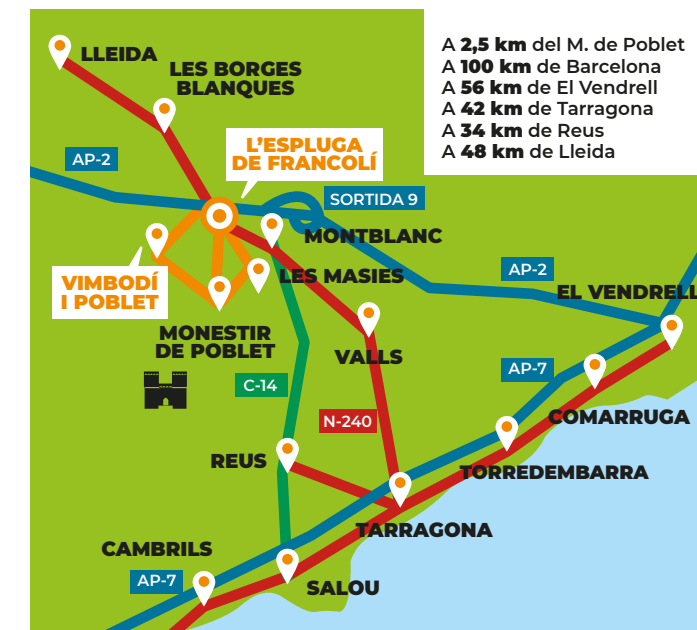 A 2,5 km del M. de Poblet
A 100 km de Barcelona
A 56 km de El Vendrell
A 42 km de Tarragona
A 34 km de Reus
A 48 km de Lleida
LLEIDA
LES BORGES
BLANQUES
AP-2
L'ESPLUGA
DE FRANCOLÍ
SORTIDA 9
MONTBLANC
LES MASIES
VIMBODÍ
I POBLET
AP-2
EL VENDRELL
MONESTIR
DE POBLET
VALLS
AP-7
C-14
N-240
COMARRUGA
REUS
TORREDEMBARRA
TARRAGONA
CAMBRILS
AP-7
SALOU